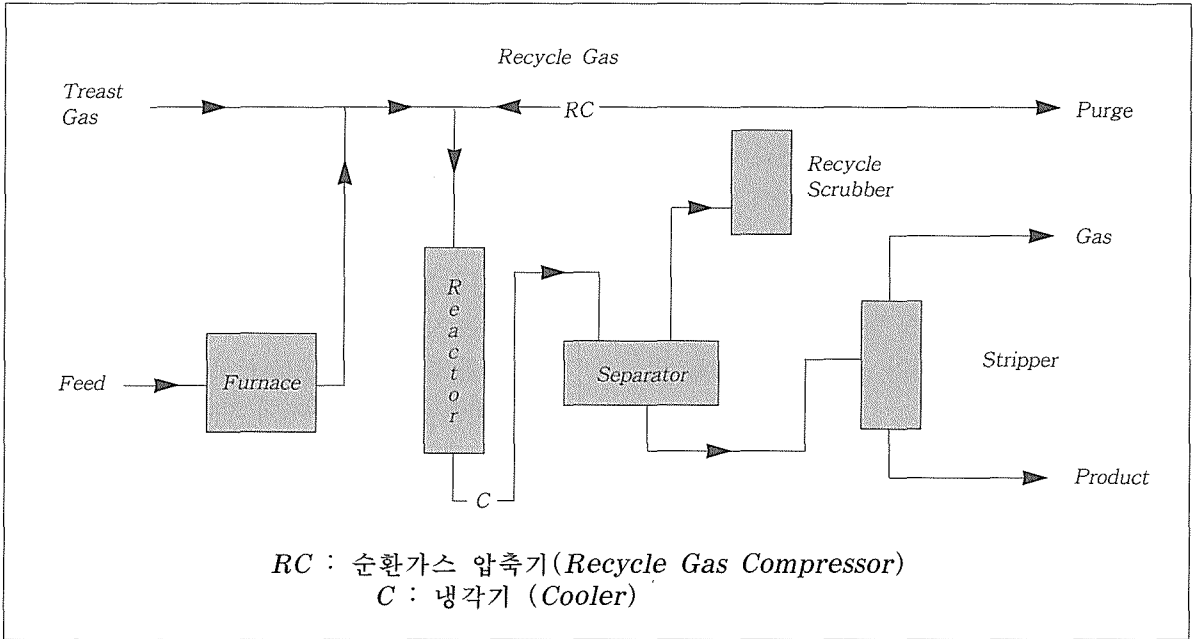 Recycle Gas
Treast
Gas
RC
Purge
Recycle
Scrubber
Gas
Reactor
Separator
Stripper
Feed
Furnace
Product
C
RC : 순환가스 압축기(Recycle Gas Compressor)
C : 냉각기 (Cooler)